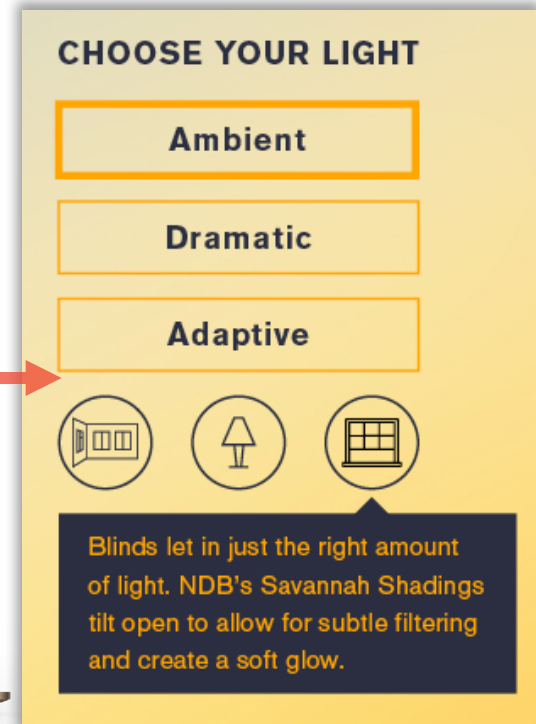 CHOOSE YOUR LIGHT
Ambient
Dramatic
Adaptive
Blinds let in just the right amount
of light. NDB's Savannah Shadings
tilt open to allow for subtle filtering
and create a soft glow.